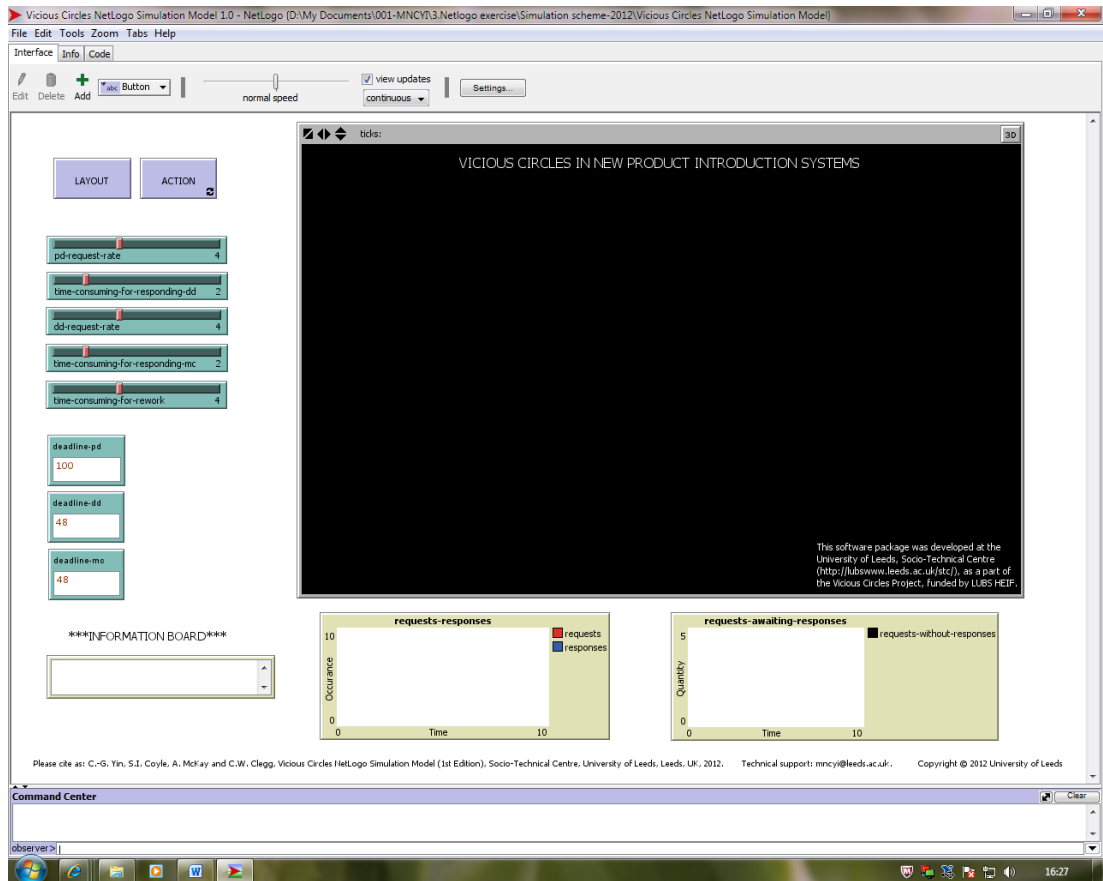 Vicious Circles NetLogo Simulation Model 1.0 - NetLogo {D:\My Documents\001-MNCYI\3.Netlogo exercise\Simulation scheme-2012\Vicious Circles NetLogo Simulation Model}
File Edit Tools Zoom Tabs Help
Interface Info Code
Edit Delete Add
abc Button
normal speed
view updates
continuous
Settings...
ticks:
3D
VICIOUS CIRCLES IN NEW PRODUCT INTRODUCTION SYSTEMS
LAYOUT
ACTION
pd-request-rate 4
time-consuming-for-responding-dd 2
dd-request-rate 4
time-consuming-for-responding-mc 2
time-consuming-for-rework 4
deadline-pd
100
deadline-dd
48
deadline-mc
48
This software package was developed at the
University of Leeds, Socio-Technical Centre
(http://lubswww.leeds.ac.uk/stc/), as a part of
the Vicious Circles Project, funded by LUBS HEIF.
***INFORMATION BOARD***
requests-responses
10
Occurance
0
0 Time 10
requests
responses
requests-awaiting-responses
5
Quantity
0
0 Time 10
requests-without-responses
Please cite as: C.-G. Yin, S.I. Coyle, A. McKay and C.W. Clegg, Vicious Circles NetLogo Simulation Model (1st Edition), Socio-Technical Centre, University of Leeds, Leeds, UK, 2012. Technical support: mncyi@leeds.ac.uk. Copyright © 2012 University of Leeds
Command Center
Clear
observer>
16:27